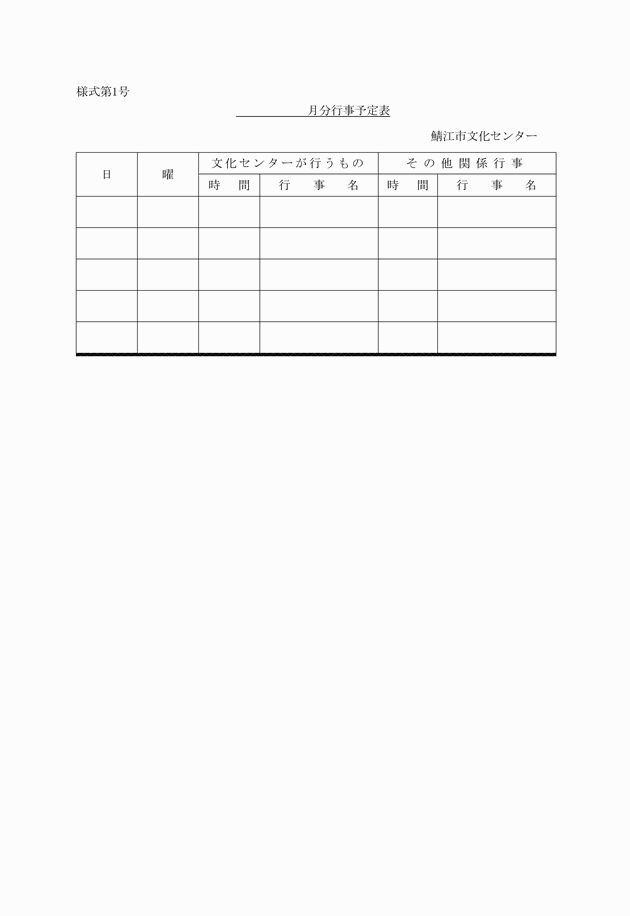 様式第1号
月分行事予定表
鯖江市文化センター
日 曜 文化センターが行うもの その他関係行事
時間 行事名 時間 行事名